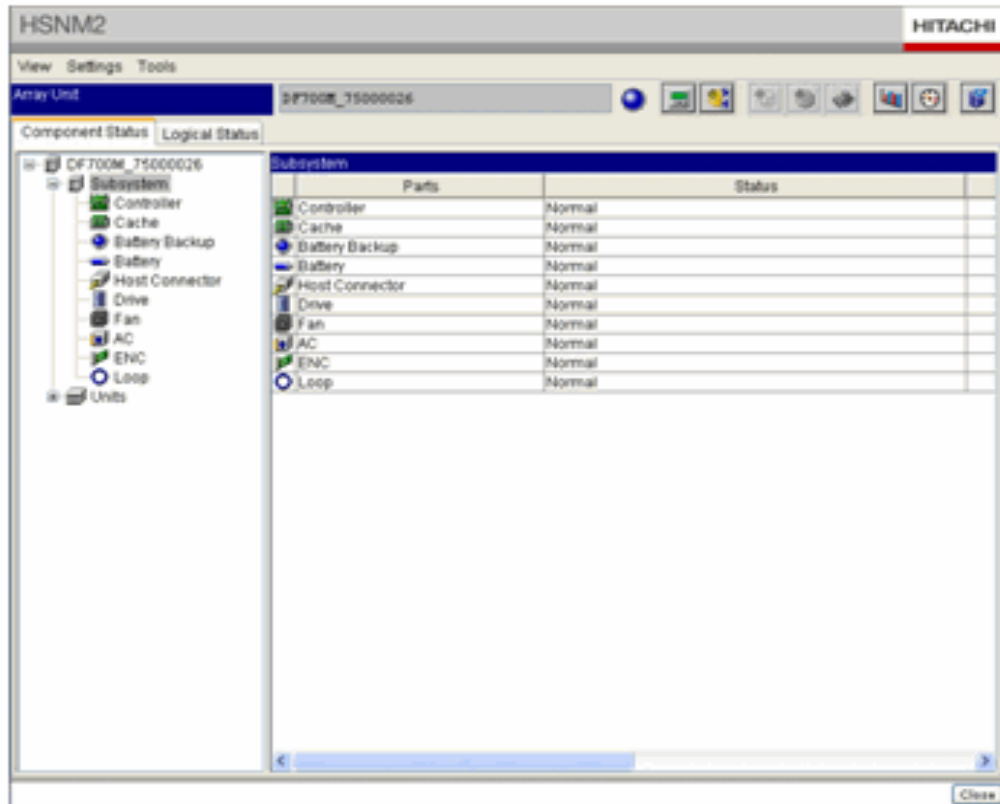 HSNM2
HITACHI
View Settings Tools
Array Unit
DF700M_75000026
Component Status Logical Status
DF700M_75000026
Subsystem
Controller
Cache
Battery Backup
Battery
Host Connector
Drive
Fan
AC
ENC
Loop
Units
Subsystem
Parts Status
Controller Normal
Cache Normal
Battery Backup Normal
Battery Normal
Host Connector Normal
Drive Normal
Fan Normal
AC Normal
ENC Normal
Loop Normal
Close